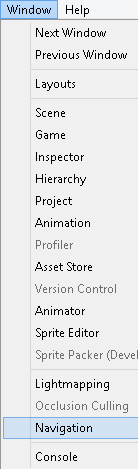 Window Help
Next Window
Previous Window
Layouts
Scene
Game
Inspector
Hierarchy
Project
Animation
Profiler
Asset Store
Version Control
Animator
Sprite Editor
Sprite Packer (Devel
Lightmapping
Occlusion Culling
Navigation
Console